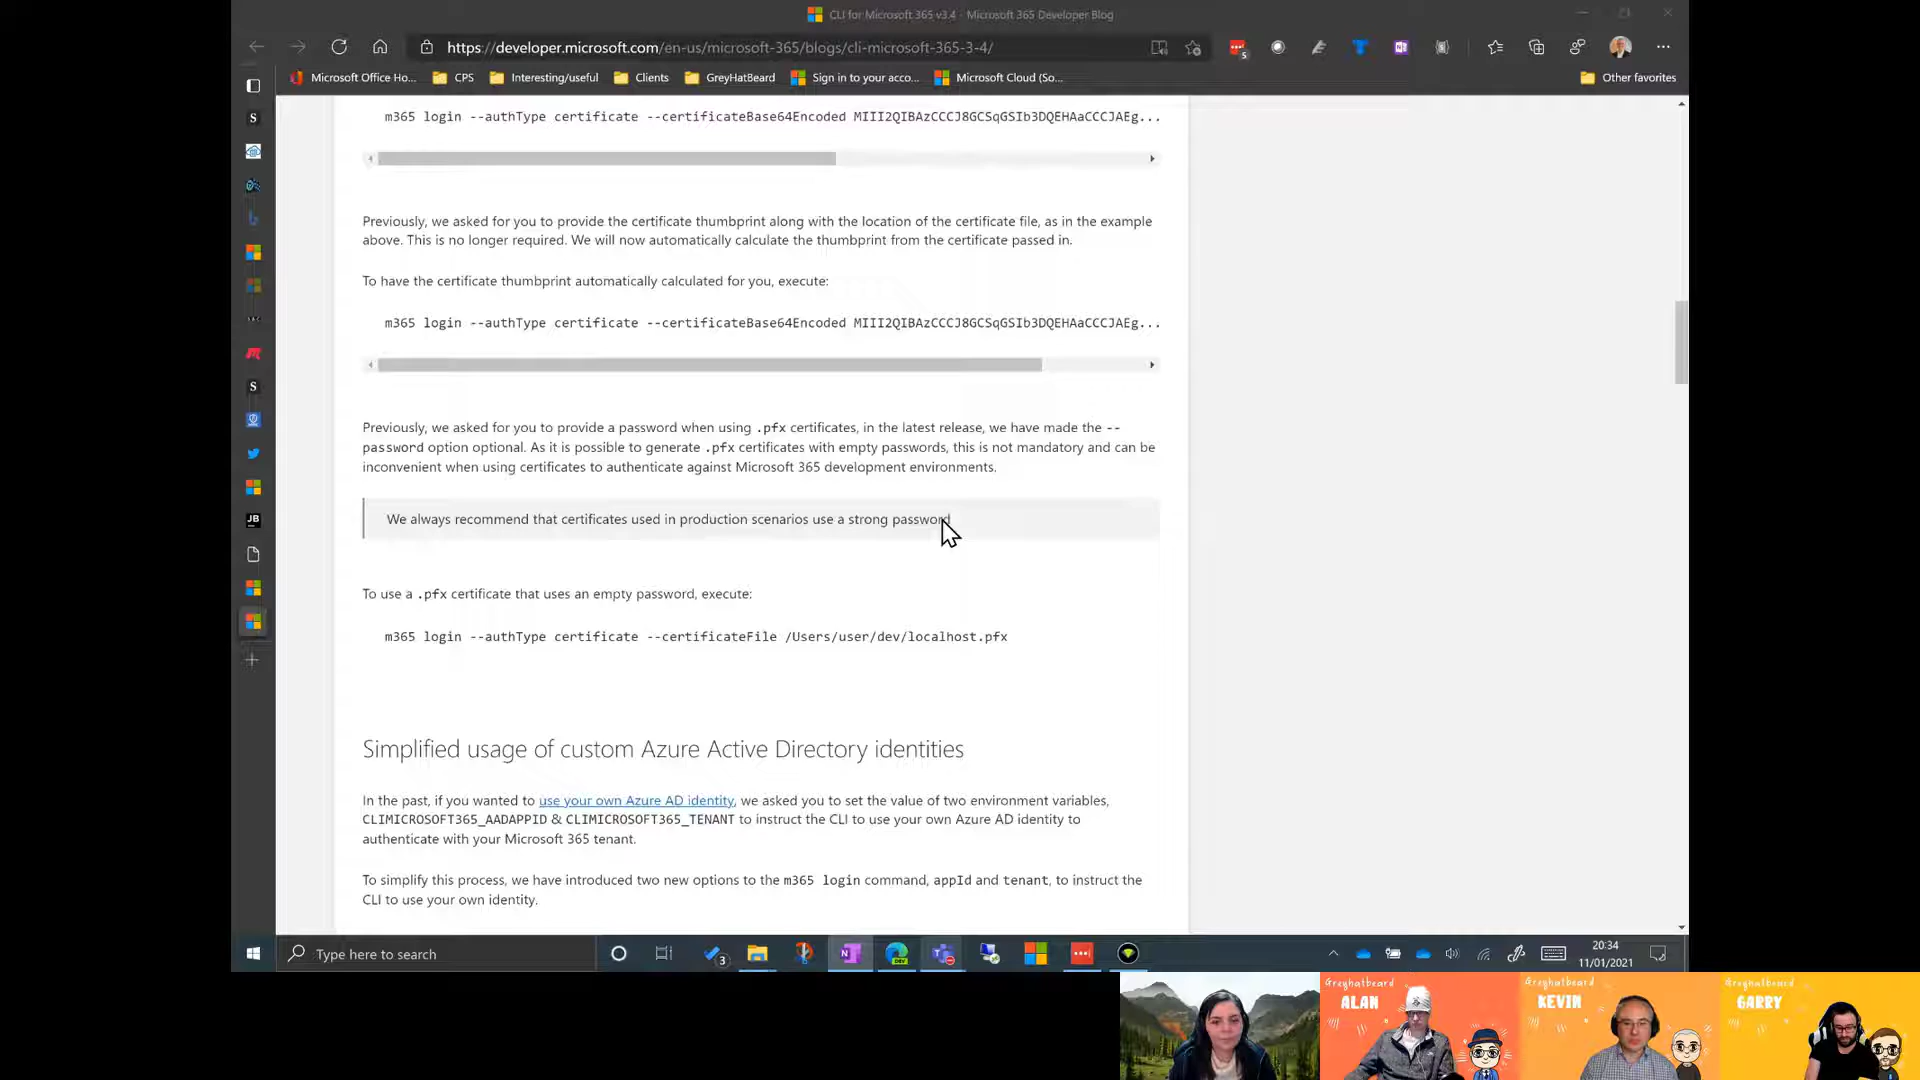 CLI for Microsoft 365 v3.4 - Microsoft 365 Developer Blog
https://developer.microsoft.com/en-us/microsoft-365/blogs/cli-microsoft-365-3-4/
5
Microsoft Office Ho...
CPS
Interesting/useful
Clients
GreyHatBeard
Sign in to your acco...
Microsoft Cloud (So...
Other favorites
m365 login --authType certificate --certificateBase64Encoded MIII2QIBAzCCCJ8GCSqGSIb3DQEHAaCCCJAEg...
Previously, we asked for you to provide the certificate thumbprint along with the location of the certificate file, as in the example
above. This is no longer required. We will now automatically calculate the thumbprint from the certificate passed in.
To have the certificate thumbprint automatically calculated for you, execute:
m365 login --authType certificate --certificateBase64Encoded MIII2QIBAzCCCJ8GCSqGSIb3DQEHAaCCCJAEg...
Previously, we asked for you to provide a password when using .pfx certificates, in the latest release, we have made the --
password option optional. As it is possible to generate .pfx certificates with empty passwords, this is not mandatory and can be
inconvenient when using certificates to authenticate against Microsoft 365 development environments.
We always recommend that certificates used in production scenarios use a strong password
To use a .pfx certificate that uses an empty password, execute:
m365 login --authType certificate --certificateFile /Users/user/dev/localhost.pfx
Simplified usage of custom Azure Active Directory identities
In the past, if you wanted to use your own Azure AD identity, we asked you to set the value of two environment variables,
CLIMICROSOFT365_AADAPPID & CLIMICROSOFT365_TENANT to instruct the CLI to use your own Azure AD identity to
authenticate with your Microsoft 365 tenant.
To simplify this process, we have introduced two new options to the m365 login command, appId and tenant, to instruct the
CLI to use your own identity.
S
S
JB
Type here to search
3
N
DEV
20:34
11/01/2021
Greyhatbeard
ALAN
Greyhatbeard
KEVIN
Greyhatbeard
GARRY